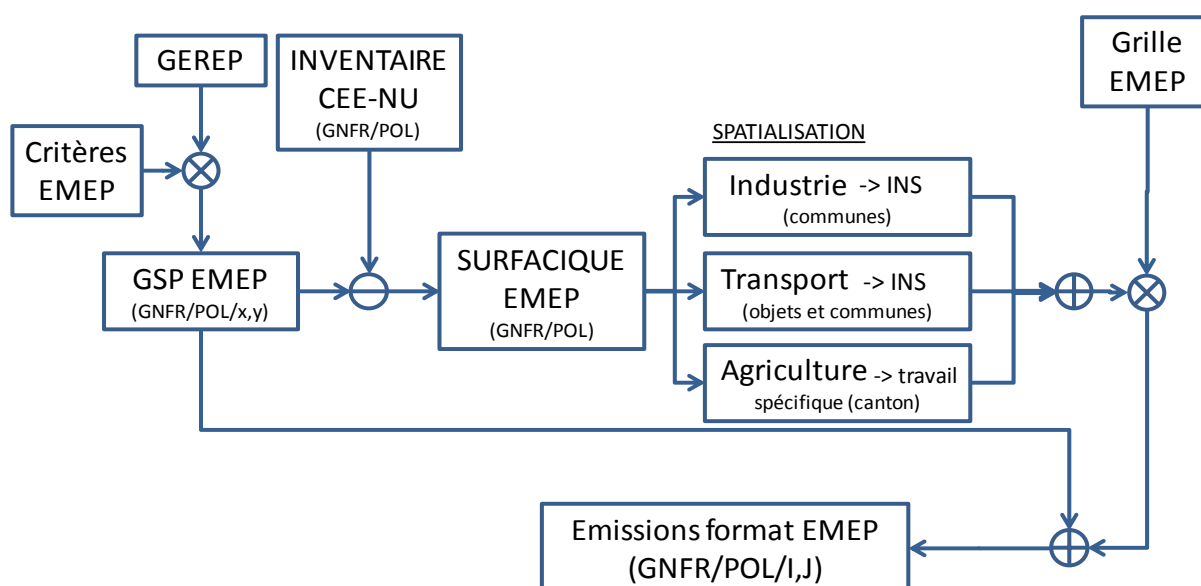 GEREP
INVENTAIRE
CEE-NU
(GNFR/POL)
Grille
EMEP
Critères
EMEP
SPATIALISATION
Industrie -> INS
(communes)
GSP EMEP
(GNFR/POL/x,y)
SURFACIQUE
EMEP
(GNFR/POL)
Transport -> INS
(objets et communes)
Agriculture -> travail
spécifique (canton)
Emissions format EMEP
(GNFR/POL/I,J)